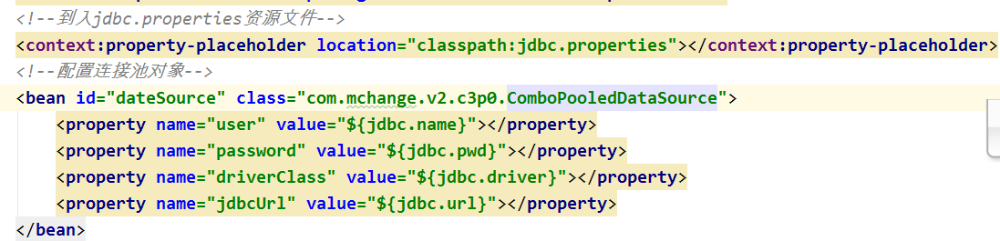 <!--到入jdbc.properties资源文件-->
<context:property-placeholder location="classpath:jdbc.properties"></context:property-placeholder>
<!--配置连接池对象-->
<bean id="dateSource" class="com.mchange.v2.c3p0.ComboPooledDataSource">
<property name="user" value="${jdbc.name}"></property>
<property name="password" value="${jdbc.pwd}"></property>
<property name="driverClass" value="${jdbc.driver}"></property>
<property name="jdbcUrl" value="${jdbc.url}"></property>
</bean>